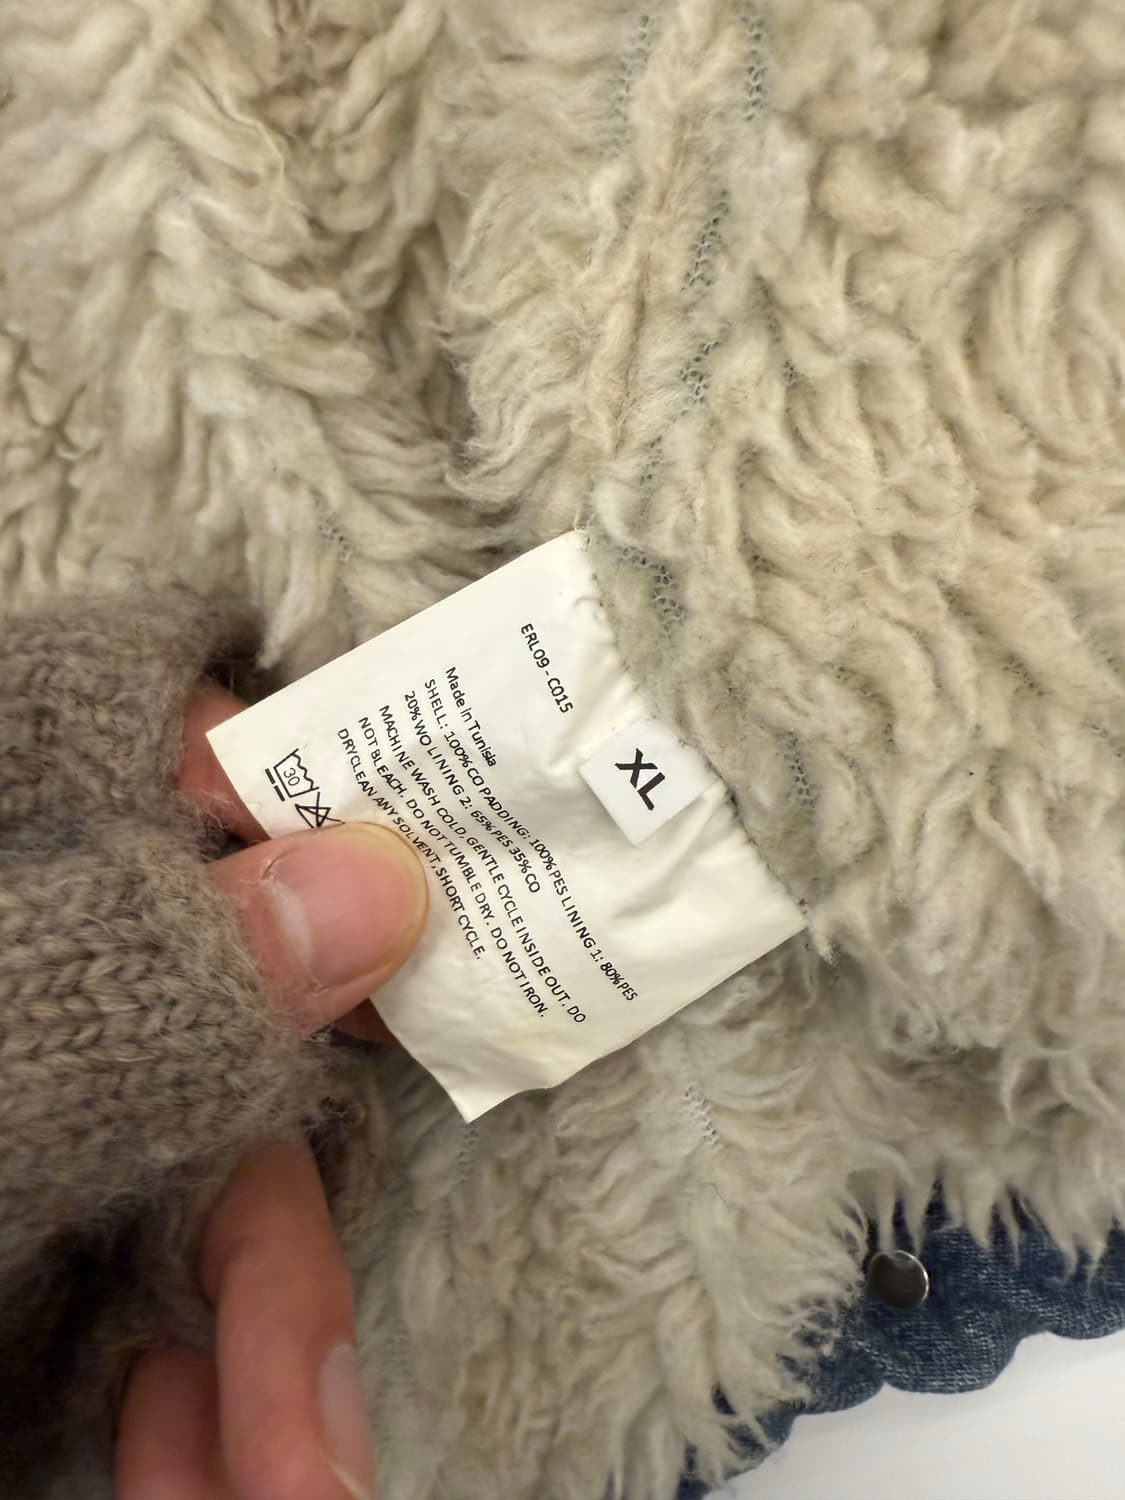 ERL09 - C015
XL
Made in Tunisia
SHELL: 100% CO PADDING: 100% PES LINING 1: 80% PES
20% WO LINING 2: 65% PES 35% CO
MACHINE WASH COLD, GENTLE CYCLE INSIDE OUT. DO
NOT BLEACH. DO NOT TUMBLE DRY. DO NOT IRON.
DRYCLEAN ANY SOLVENT, SHORT CYCLE.
30